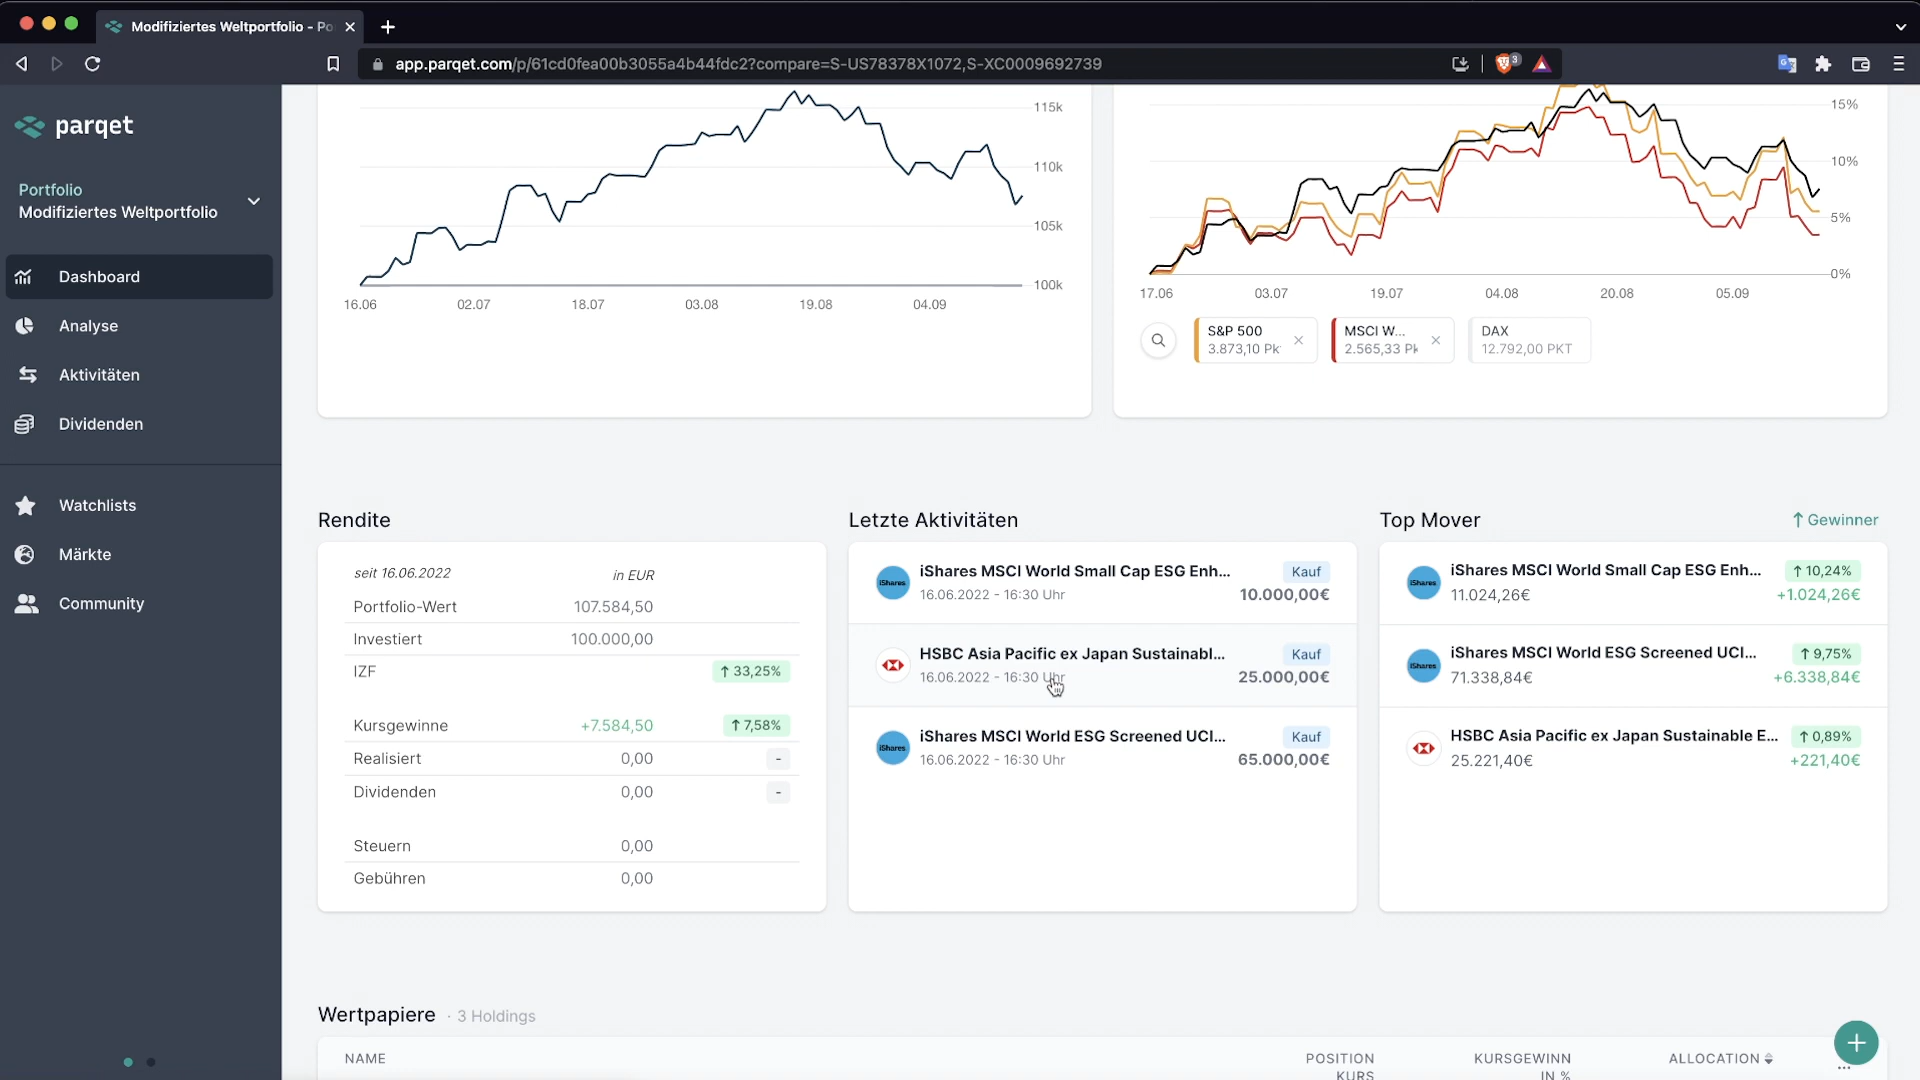 Modifiziertes Weltportfolio - Po
app.parqet.com/p/61cd0fea00b3055a4b44fdc2?compare=S-US78378X1072,S-XC0009692739
3
parqet
Portfolio
Modifiziertes Weltportfolio
Dashboard
Analyse
Aktivitäten
Dividenden
Watchlists
Märkte
Community
115k
110k
105k
100k
16.06 02.07 18.07 03.08 19.08 04.09
15%
10%
5%
0%
17.06 03.07 19.07 04.08 20.08 05.09
S&P 500
3.873,10 Pk
MSCI W...
2.565,33 Pk
DAX
12.792,00 PKT
Rendite
seit 16.06.2022 in EUR
Portfolio-Wert 107.584,50
Investiert 100.000,00
IZF ↑ 33,25%
Kursgewinne +7.584,50 ↑ 7,58%
Realisiert 0,00 -
Dividenden 0,00 -
Steuern 0,00
Gebühren 0,00
Letzte Aktivitäten
iShares
iShares MSCI World Small Cap ESG Enh... Kauf
16.06.2022 - 16:30 Uhr 10.000,00€
HSBC Asia Pacific ex Japan Sustainabl... Kauf
16.06.2022 - 16:30 Uhr 25.000,00€
iShares
iShares MSCI World ESG Screened UCI... Kauf
16.06.2022 - 16:30 Uhr 65.000,00€
Top Mover ↑ Gewinner
iShares
iShares MSCI World Small Cap ESG Enh... ↑ 10,24%
11.024,26€ +1.024,26€
iShares
iShares MSCI World ESG Screened UCI... ↑ 9,75%
71.338,84€ +6.338,84€
HSBC Asia Pacific ex Japan Sustainable E... ↑ 0,89%
25.221,40€ +221,40€
Wertpapiere · 3 Holdings
NAME POSITION KURSGEWINN ALLOCATION
KURS IN % ...